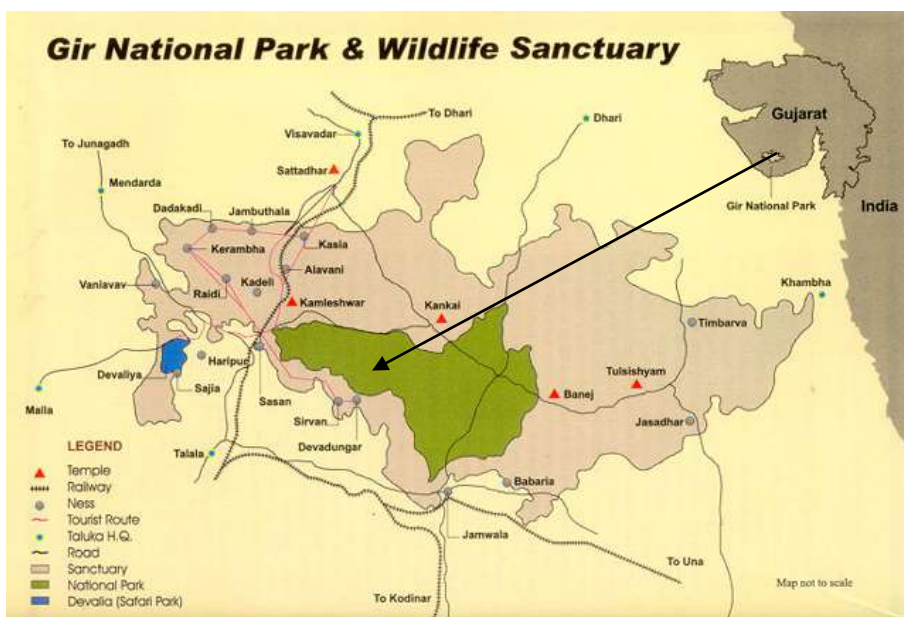 Gir National Park & Wildlife Sanctuary
To Dhari
Dhari
Visavadar
To Junagadh
Sattadhar
Mendarda
Dadakadi
Jambuthala
Kerambha
Kasia
Alavani
Kadeli
Raidi
Vaniavav
Kamleshwar
Kankai
Gujarat
Gir National Park
India
Khambha
Timbarva
Haripur
Devaliya
Sajia
Tulsishyam
Banej
Malia
Sasan
Sirvan
Devadungar
Jasadhar
Talala
Babaria
Jamwala
To Una
To Kodinar
Map not to scale
LEGEND
Temple
Railway
Ness
Tourist Route
Taluka H.Q.
Road
Sanctuary
National Park
Devalia (Safari Park)